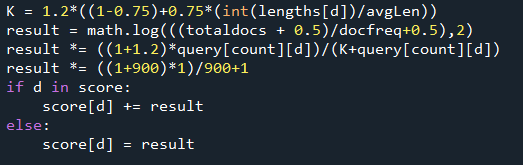 K = 1.2*((1-0.75)+0.75*(int(lengths[d])/avgLen))
result = math.log(((totaldocs + 0.5)/docfreq+0.5),2)
result *= ((1+1.2)*query[count][d])/(K+query[count][d])
result *= ((1+900)*1)/900+1
if d in score:
    score[d] += result
else:
    score[d] = result